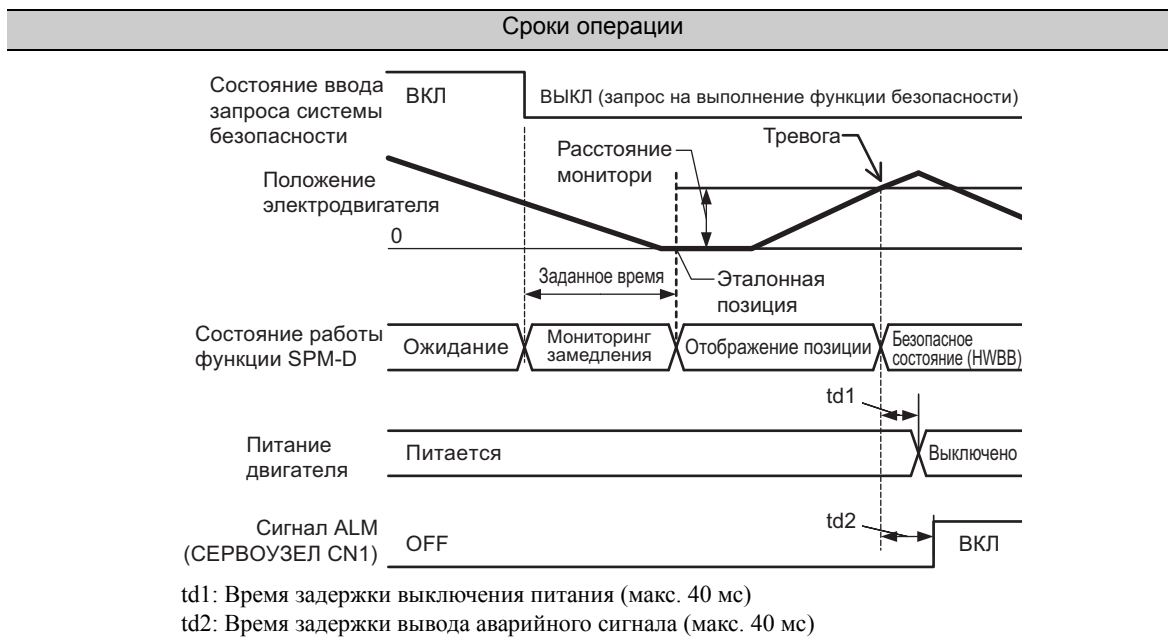 Сроки операции
Состояние ввода
запроса системы
безопасности
ВКЛ
ВЫКЛ (запрос на выполнение функции безопасности)
Тревога
Расстояние
монитори
Положение
электродвигателя
0
Заданное время
Эталонная
позиция
Состояние работы
функции SPM-D
Ожидание
Мониторинг
замедления
Отображение позиции
Безопасное
состояние (HWBB)
td1
Питание
двигателя
Питается
Выключено
td2
Сигнал ALM
(СЕРВОУЗЕЛ CN1)
OFF
ВКЛ
td1: Время задержки выключения питания (макс. 40 мс)
td2: Время задержки вывода аварийного сигнала (макс. 40 мс)